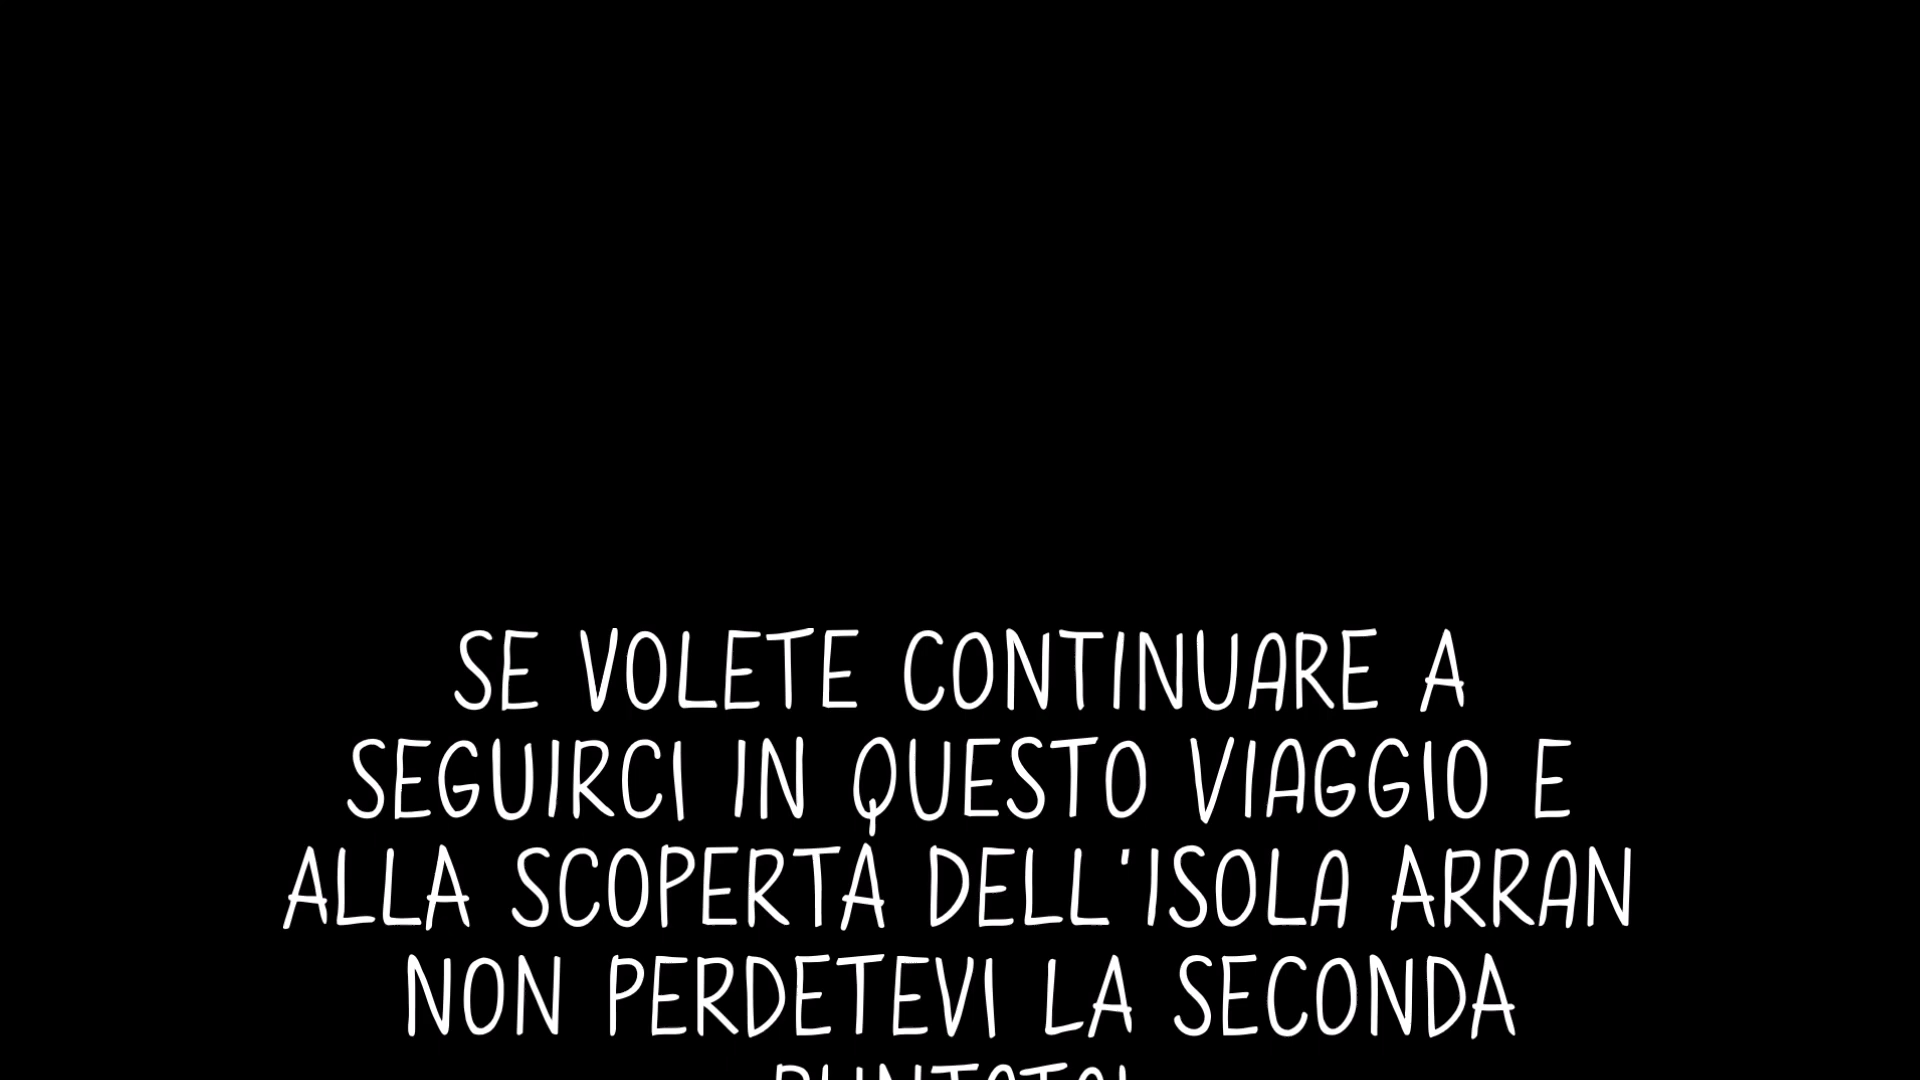 SE VOLETE CONTINUARE A
SEGUIRCI IN QUESTO VIAGGIO E
ALLA SCOPERTA DELL'ISOLA ARRAN
NON PERDETEVI LA SECONDA